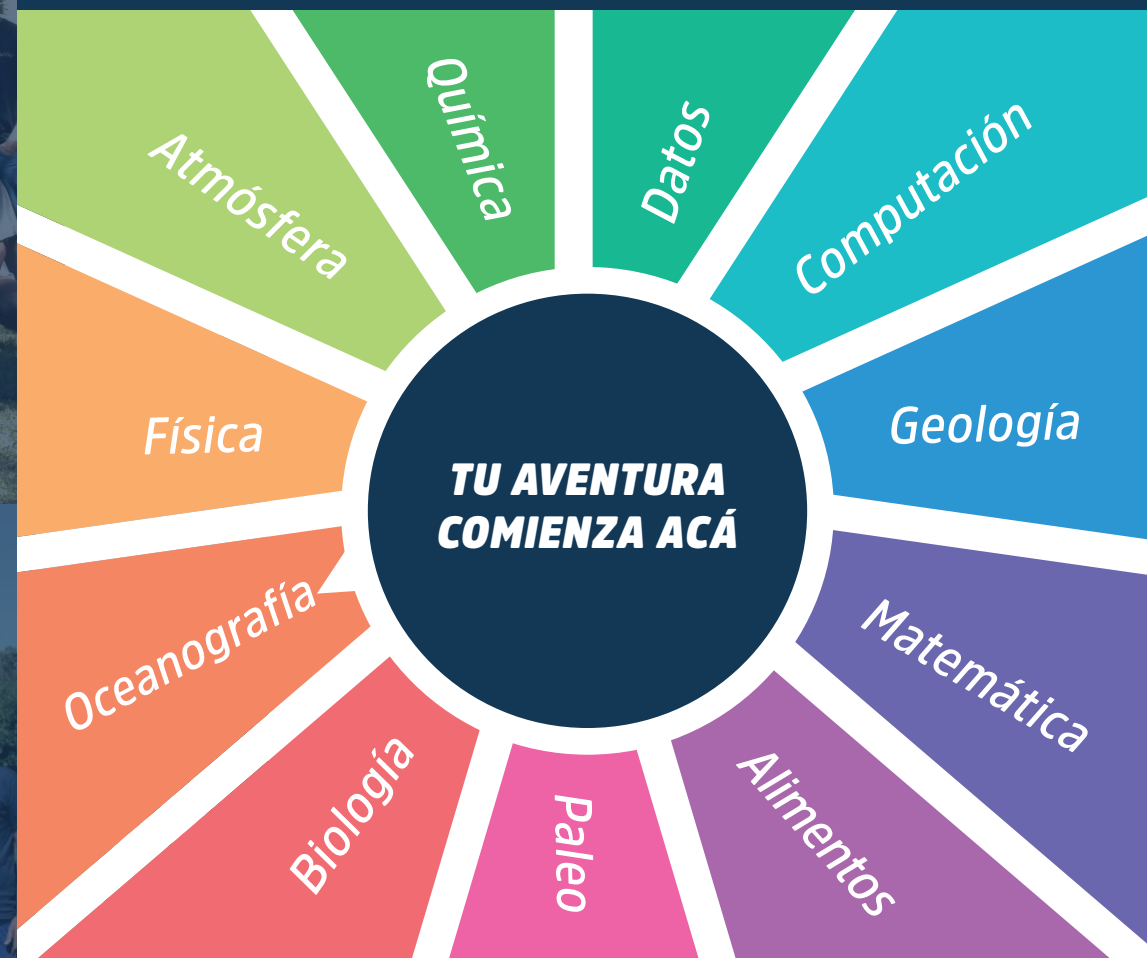 Química
Datos
Computación
Atmósfera
Geología
Física
TU AVENTURA
COMIENZA ACÁ
Matemática
Oceanografía
Biología
Paleo
Alimentos